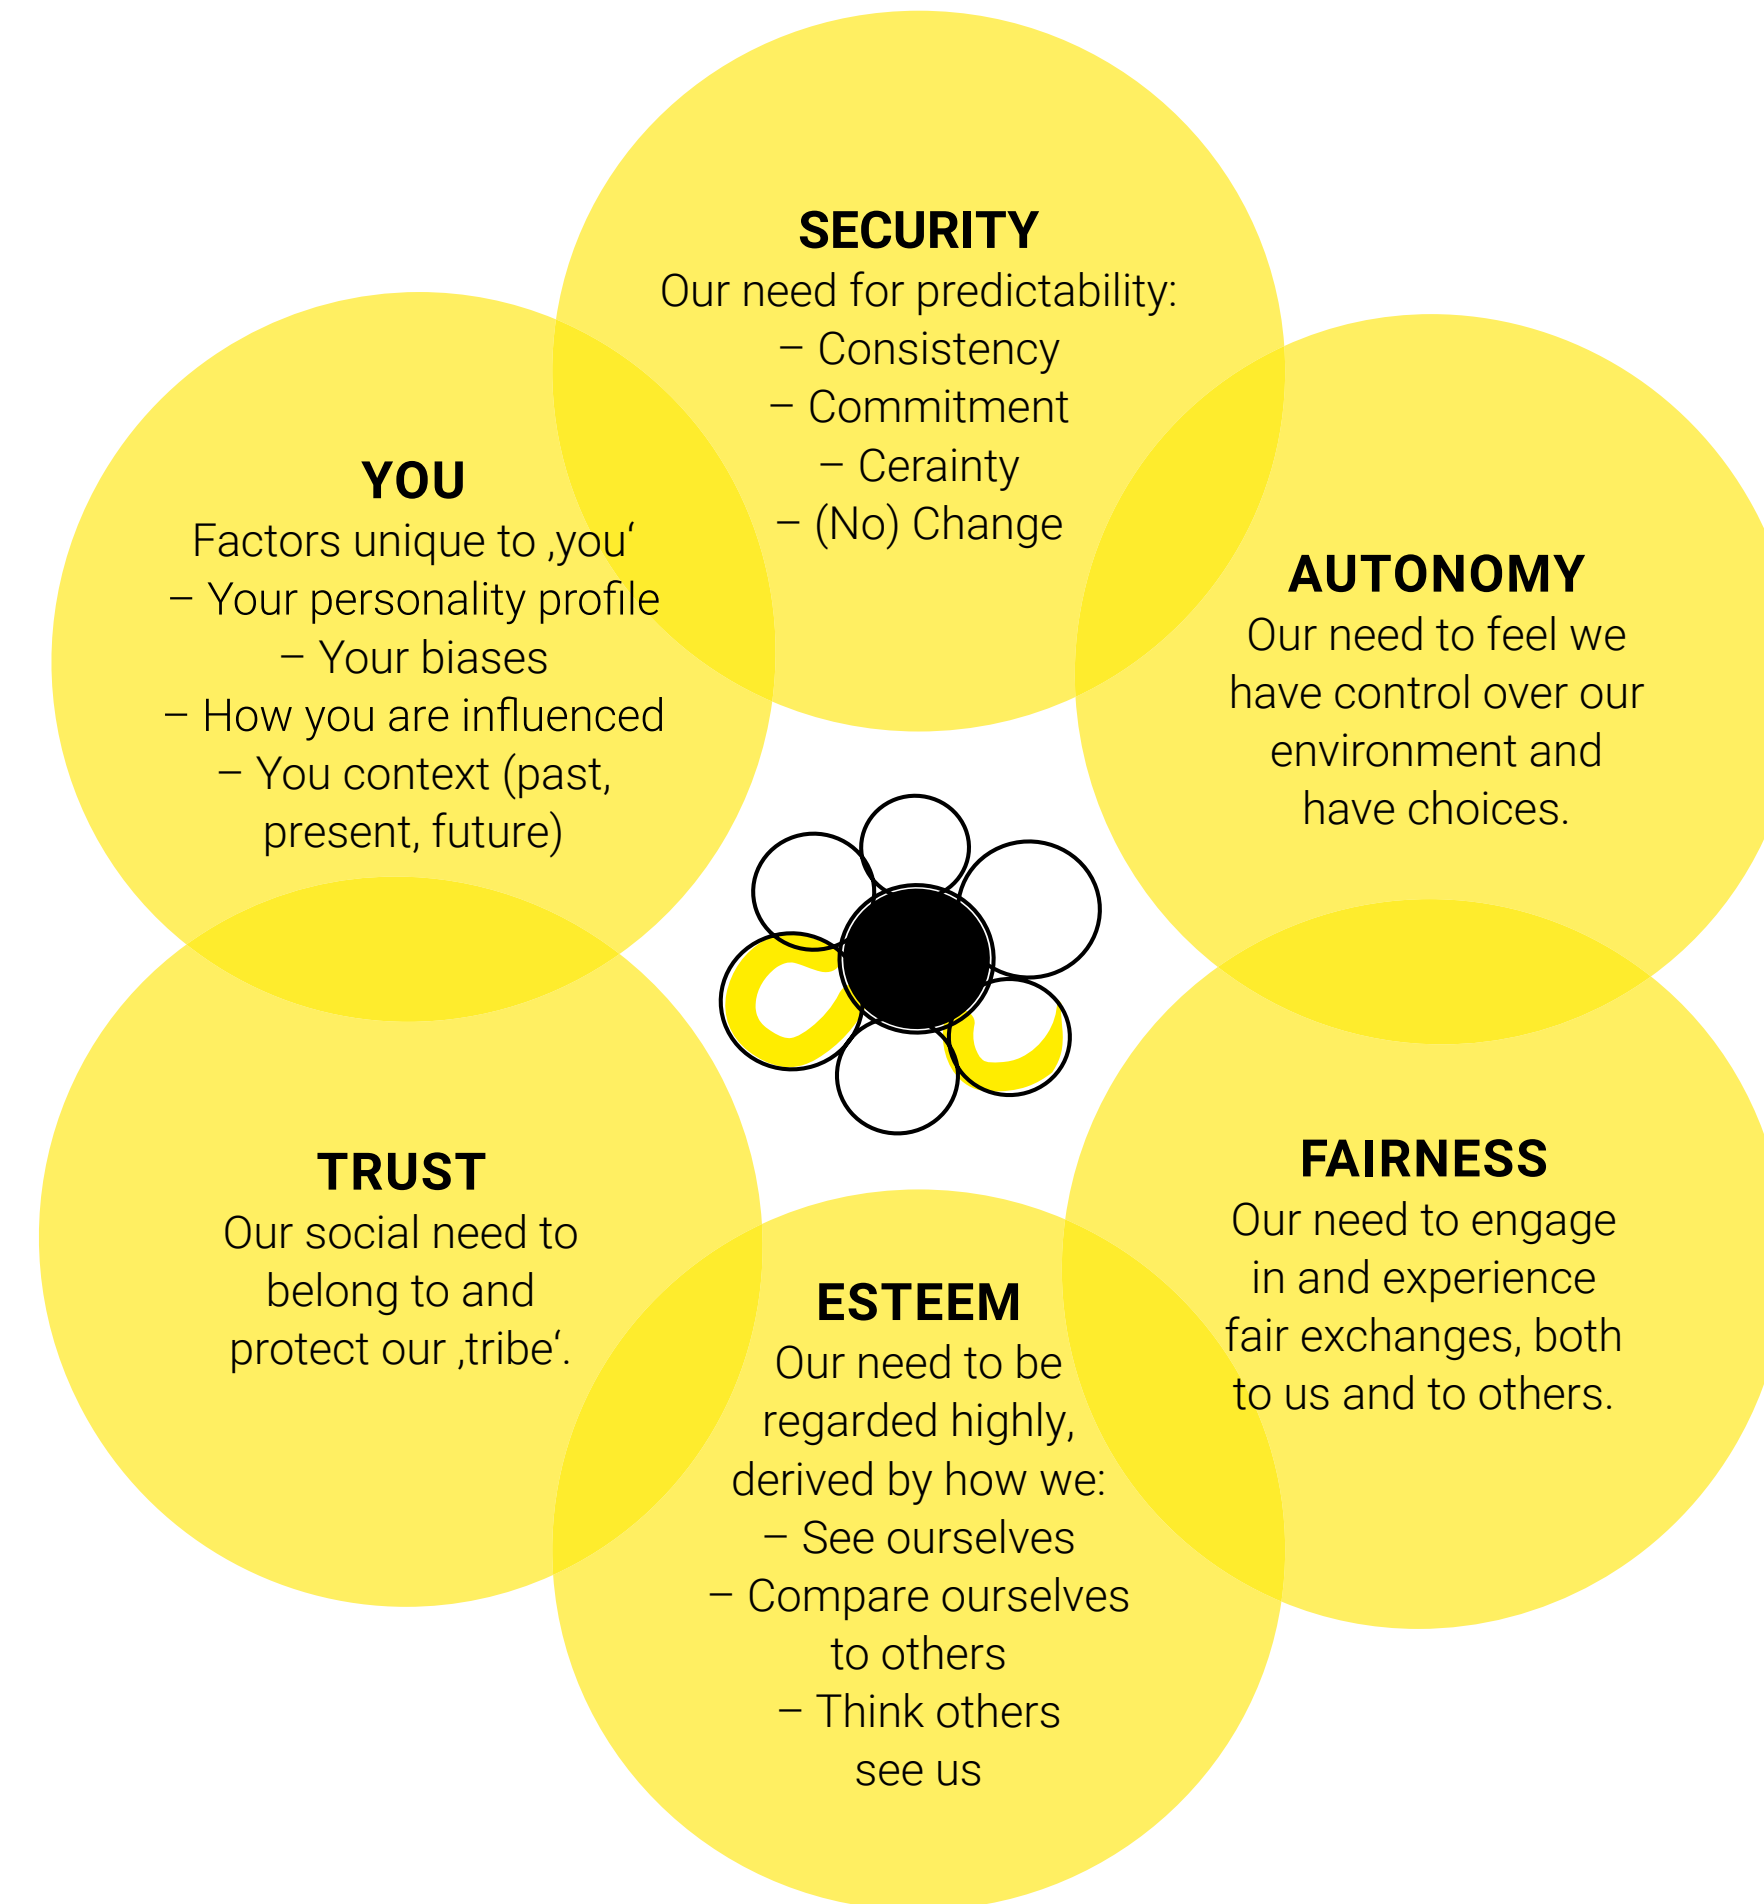 SECURITY
Our need for predictability:
– Consistency
– Commitment
– Cerainty
– (No) Change
AUTONOMY
Our need to feel we
have control over our
environment and
have choices.
FAIRNESS
Our need to engage
in and experience
fair exchanges, both
to us and to others.
ESTEEM
Our need to be
regarded highly,
derived by how we:
– See ourselves
– Compare ourselves
to others
– Think others
see us
TRUST
Our social need to
belong to and
protect our ‚tribe‘.
YOU
Factors unique to ‚you‘
– Your personality profile
– Your biases
– How you are influenced
– You context (past,
present, future)